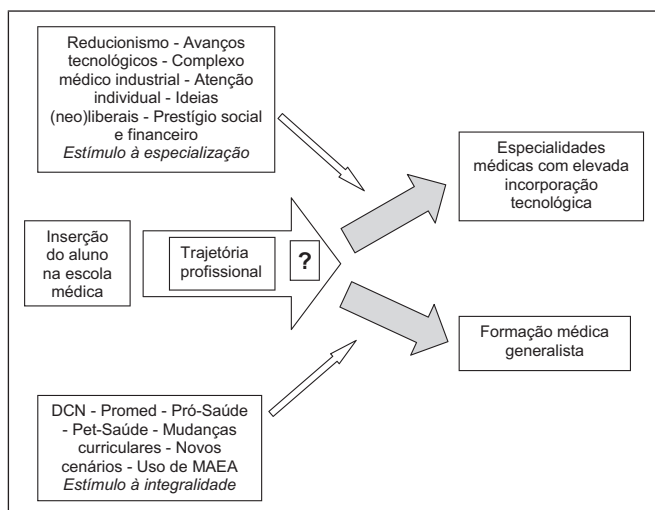 Reducionismo - Avanços
tecnológicos - Complexo
médico industrial - Atenção
individual - Ideias
(neo)liberais - Prestígio social
e financeiro
Estímulo à especialização
Especialidades
médicas com elevada
incorporação
tecnológica
Inserção
do aluno
na escola
médica
Trajetória
profissional
?
Formação médica
generalista
DCN - Promed - Pró-Saúde
- Pet-Saúde - Mudanças
curriculares - Novos
cenários - Uso de MAEA
Estímulo à integralidade